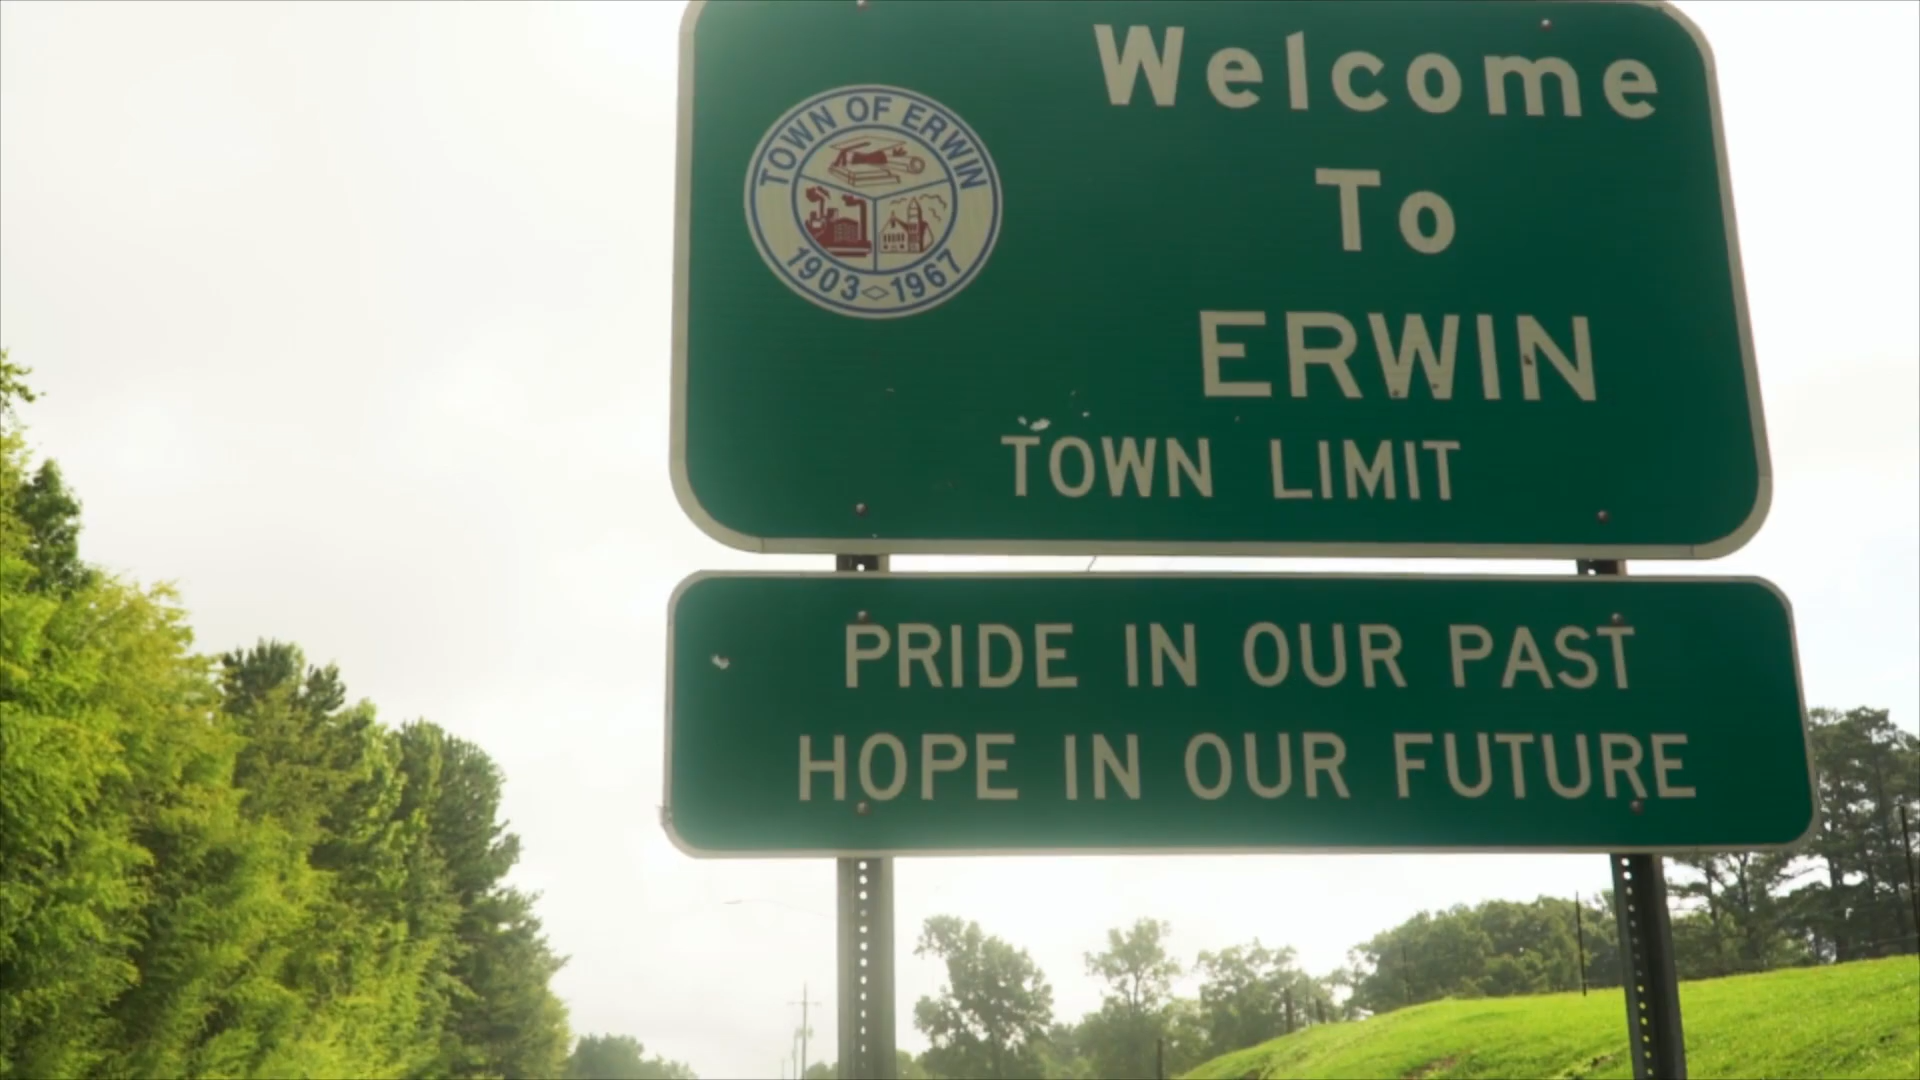 Welcome
To
ERWIN
TOWN LIMIT
TOWN OF ERWIN
1903 ◇ 1967
PRIDE IN OUR PAST
HOPE IN OUR FUTURE